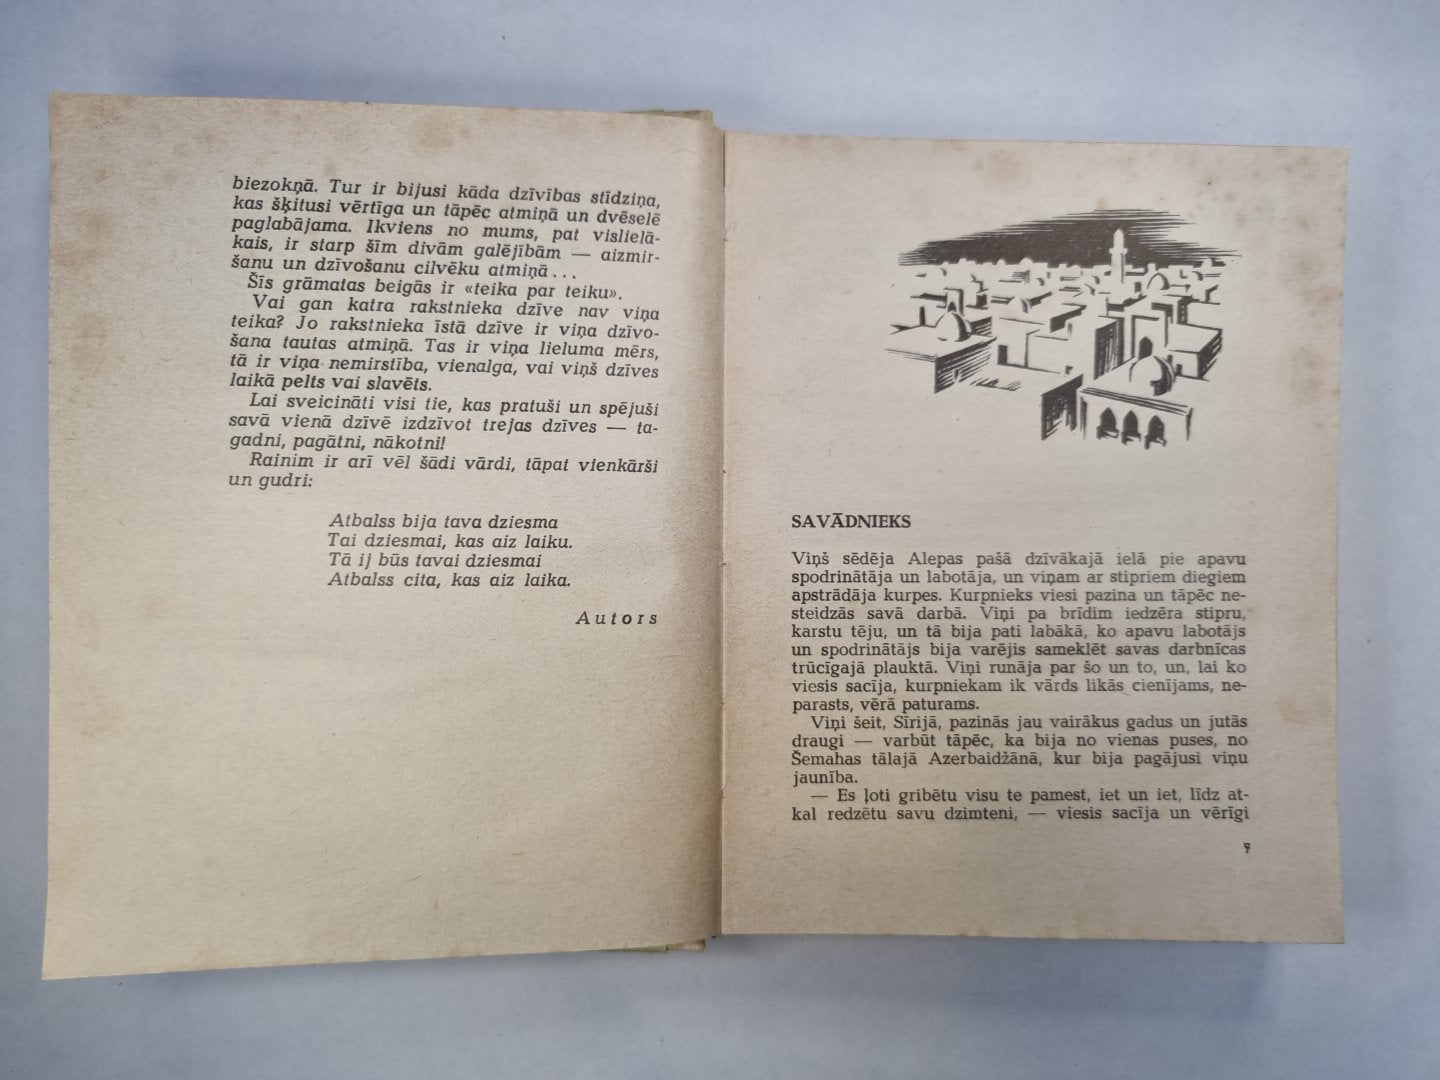 biezokņā. Tur ir bijusi kāda dzīvības stīdziņa,
kas šķitusi vērtīga un tāpēc atmiņā un dvēselē
paglabājama. Ikviens no mums, pat vislielā-
kais, ir starp šīm divām galējībām — aizmir-
šanu un dzīvošanu cilvēku atmiņā...
Šīs grāmatas beigās ir «teika par teiku».
Vai gan katra rakstnieka dzīve nav viņa
teika? Jo rakstnieka īstā dzīve ir viņa dzīvo-
šana tautas atmiņā. Tas ir viņa lieluma mērs,
tā ir viņa nemirstība, vienalga, vai viņš dzīves
laikā pelts vai slavēts.
Lai sveicināti visi tie, kas pratuši un spējuši
savā vienā dzīvē izdzīvot trejas dzīves — ta-
gadni, pagātni, nākotni!
Rainim ir arī vēl šādi vārdi, tāpat vienkārši
un gudri:
Atbalss bija tava dziesma
Tai dziesmai, kas aiz laiku.
Tā ij būs tavai dziesmai
Atbalss cita, kas aiz laika.
Autors
SAVĀDNIEKS
Viņš sēdēja Alepas pašā dzīvākajā ielā pie apavu
spodrinātāja un labotāja, un viņam ar stipriem diegiem
apstrādāja kurpes. Kurpnieks viesi pazina un tāpēc ne-
steidzās savā darbā. Viņi pa brīdim iedzēra stipru,
karstu tēju, un tā bija pati labākā, ko apavu labotājs
un spodrinātājs bija varējis sameklēt savas darbnīcas
trūcīgajā plauktā. Viņi runāja par šo un to, un, lai ko
viesis sacīja, kurpniekam ik vārds likās cienījams, ne-
parasts, vērā paturams.
Viņi šeit, Sīrijā, pazinās jau vairākus gadus un jutās
draugi — varbūt tāpēc, ka bija no vienas puses, no
Šemahas tālajā Azerbaidžānā, kur bija pagājusi viņu
jaunība.
— Es ļoti gribētu visu te pamest, iet un iet, līdz at-
kal redzētu savu dzimteni, — viesis sacīja un vērīgi
7